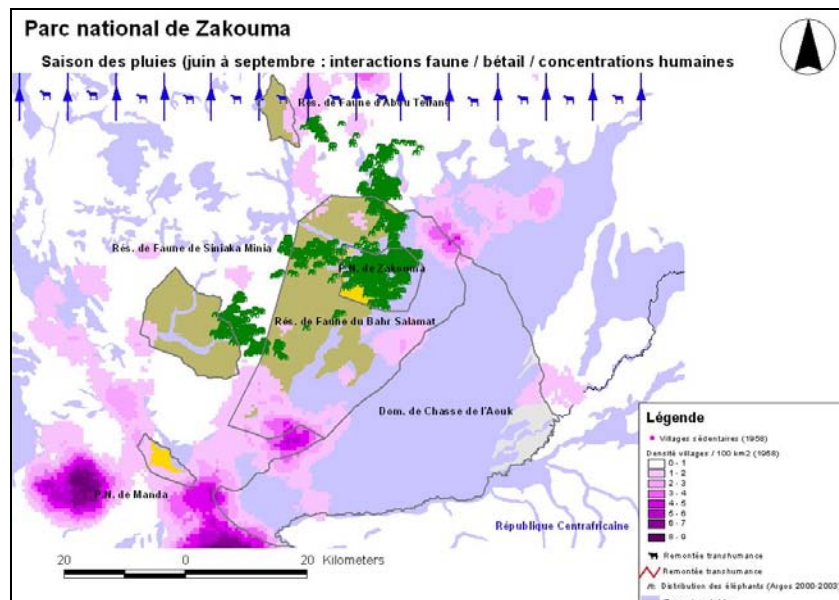 Parc national de Zakouma
Saison des pluies (juin à septembre : interactions faune / bétail / concentrations humaines
Rés. de Faune d'Abou Telfane
Rés. de Faune de Siniaka Minia
P.N. de Zakouma
Rés. de Faune du Bahr Salamat
Dom. de Chasse de l'Aouk
P.N. de Manda
République Centrafricaine
20 0 20 Kilometers
Légende
Villages sédentaires (1958)
Densité villages / 100 km2 (1958)
0 - 1
1 - 2
2 - 3
3 - 4
4 - 5
5 - 6
6 - 7
8 - 9
Remontée transhumance
Remontée transhumance
Distribution des éléphants (Argos 2000-2003)